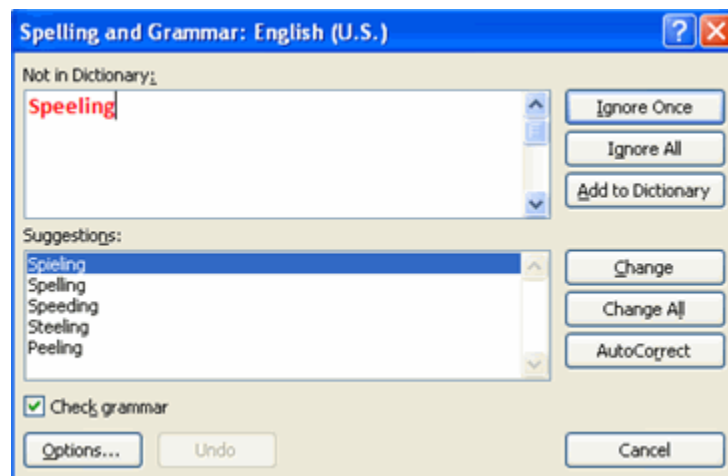 Spelling and Grammar: English (U.S.)
Not in Dictionary:
Speeling
Ignore Once
Ignore All
Add to Dictionary
Suggestions:
Spieling
Spelling
Speeding
Steeling
Peeling
Change
Change All
AutoCorrect
Check grammar
Options...
Undo
Cancel